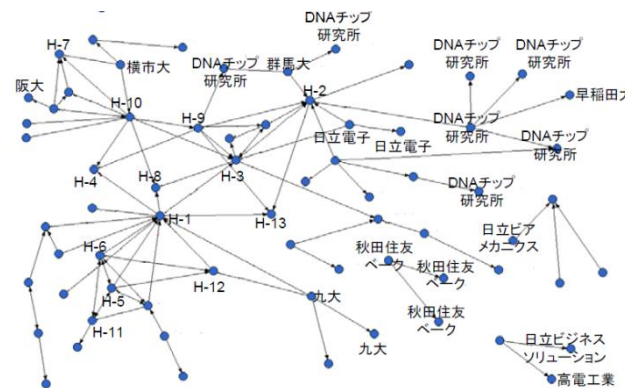 DNAチップ
研究所
H-7
横市大
DNAチップ
研究所
群馬大
DNAチップ
研究所
DNAチップ
研究所
阪大
H-10
H-9
H-2
早稲田大
日立電子
日立電子
DNAチップ
研究所
DNAチップ
研究所
H-4
H-8
H-3
DNAチップ
研究所
H-1
H-13
日立ビア
メカニクス
H-6
秋田住友
ベーク
秋田住友
ベーク
H-5
H-12
九大
秋田住友
ベーク
H-11
九大
日立ビジネス
ソリューション
高電工業